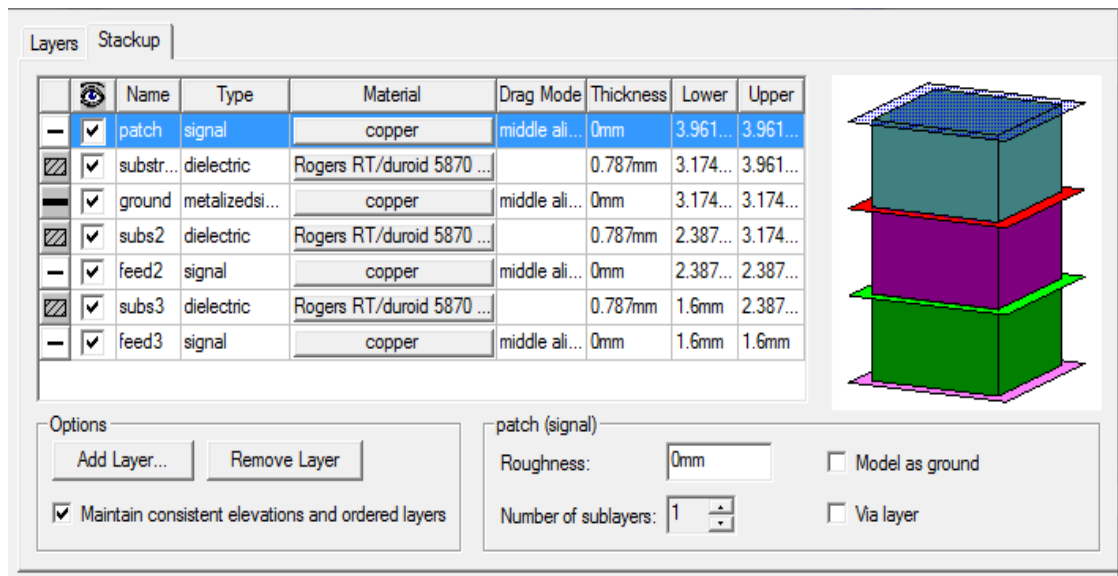 Layers Stackup
Name Type Material Drag Mode Thickness Lower Upper
patch signal copper middle ali... 0mm 3.961... 3.961...
substr... dielectric Rogers RT/duroid 5870 ... 0.787mm 3.174... 3.961...
ground metalizedsi... copper middle ali... 0mm 3.174... 3.174...
subs2 dielectric Rogers RT/duroid 5870 ... 0.787mm 2.387... 3.174...
feed2 signal copper middle ali... 0mm 2.387... 2.387...
subs3 dielectric Rogers RT/duroid 5870 ... 0.787mm 1.6mm 2.387...
feed3 signal copper middle ali... 0mm 1.6mm 1.6mm
Options
Add Layer... Remove Layer
Maintain consistent elevations and ordered layers
patch (signal)
Roughness: 0mm Model as ground
Number of sublayers: 1 Via layer